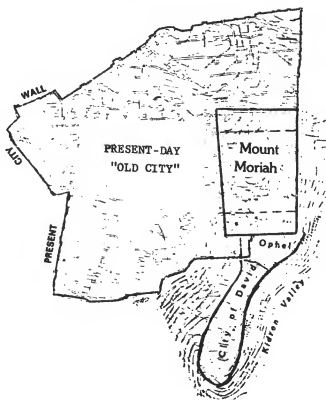 WALL
CITY
PRESENT
PRESENT-DAY
"OLD CITY"
Mount
Moriah
Ophel
City of David
Kidron Valley